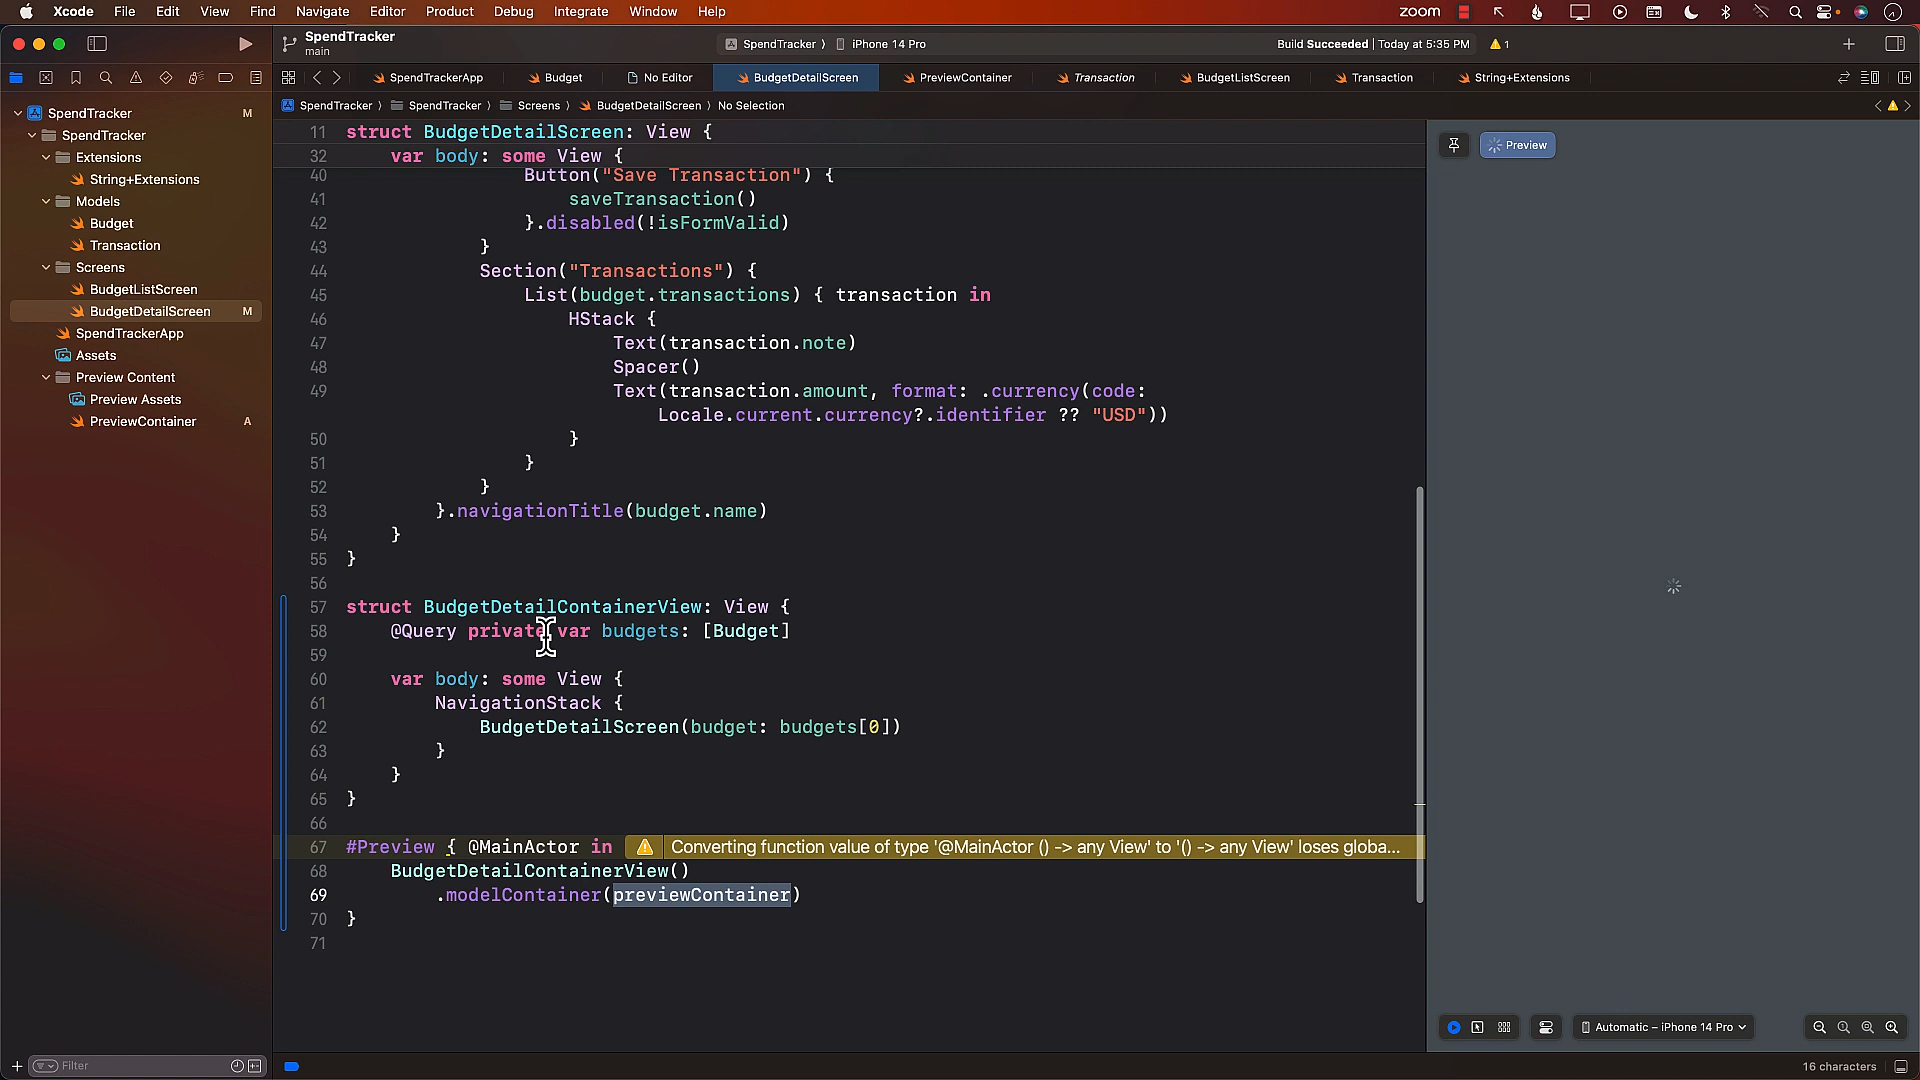 Xcode File Edit View Find Navigate Editor Product Debug Integrate Window Help zoom
SpendTracker
main
SpendTracker 〉 iPhone 14 Pro
Build Succeeded | Today at 5:35 PM
1
SpendTrackerApp
Budget
No Editor
BudgetDetailScreen
PreviewContainer
Transaction
BudgetListScreen
Transaction
String+Extensions
SpendTracker 〉 SpendTracker 〉 Screens 〉 BudgetDetailScreen 〉 No Selection
SpendTracker M
SpendTracker
Extensions
String+Extensions
Models
Budget
Transaction
Screens
BudgetListScreen
BudgetDetailScreen M
SpendTrackerApp
Assets
Preview Content
Preview Assets
PreviewContainer A
Filter
11 struct BudgetDetailScreen: View {
32 var body: some View {
40 Button("Save Transaction") {
41 saveTransaction()
42 }.disabled(!isFormValid)
43 }
44 Section("Transactions") {
45 List(budget.transactions) { transaction in
46 HStack {
47 Text(transaction.note)
48 Spacer()
49 Text(transaction.amount, format: .currency(code:
Locale.current.currency?.identifier ?? "USD"))
50 }
51 }
52 }
53 }.navigationTitle(budget.name)
54 }
55 }
56
57 struct BudgetDetailContainerView: View {
58 @Query private var budgets: [Budget]
59
60 var body: some View {
61 NavigationStack {
62 BudgetDetailScreen(budget: budgets[0])
63 }
64 }
65 }
66
67 #Preview { @MainActor in Converting function value of type '@MainActor () -> any View' to '() -> any View' loses globa...
68 BudgetDetailContainerView()
69 .modelContainer(previewContainer)
70 }
71
Preview
Automatic – iPhone 14 Pro
16 characters